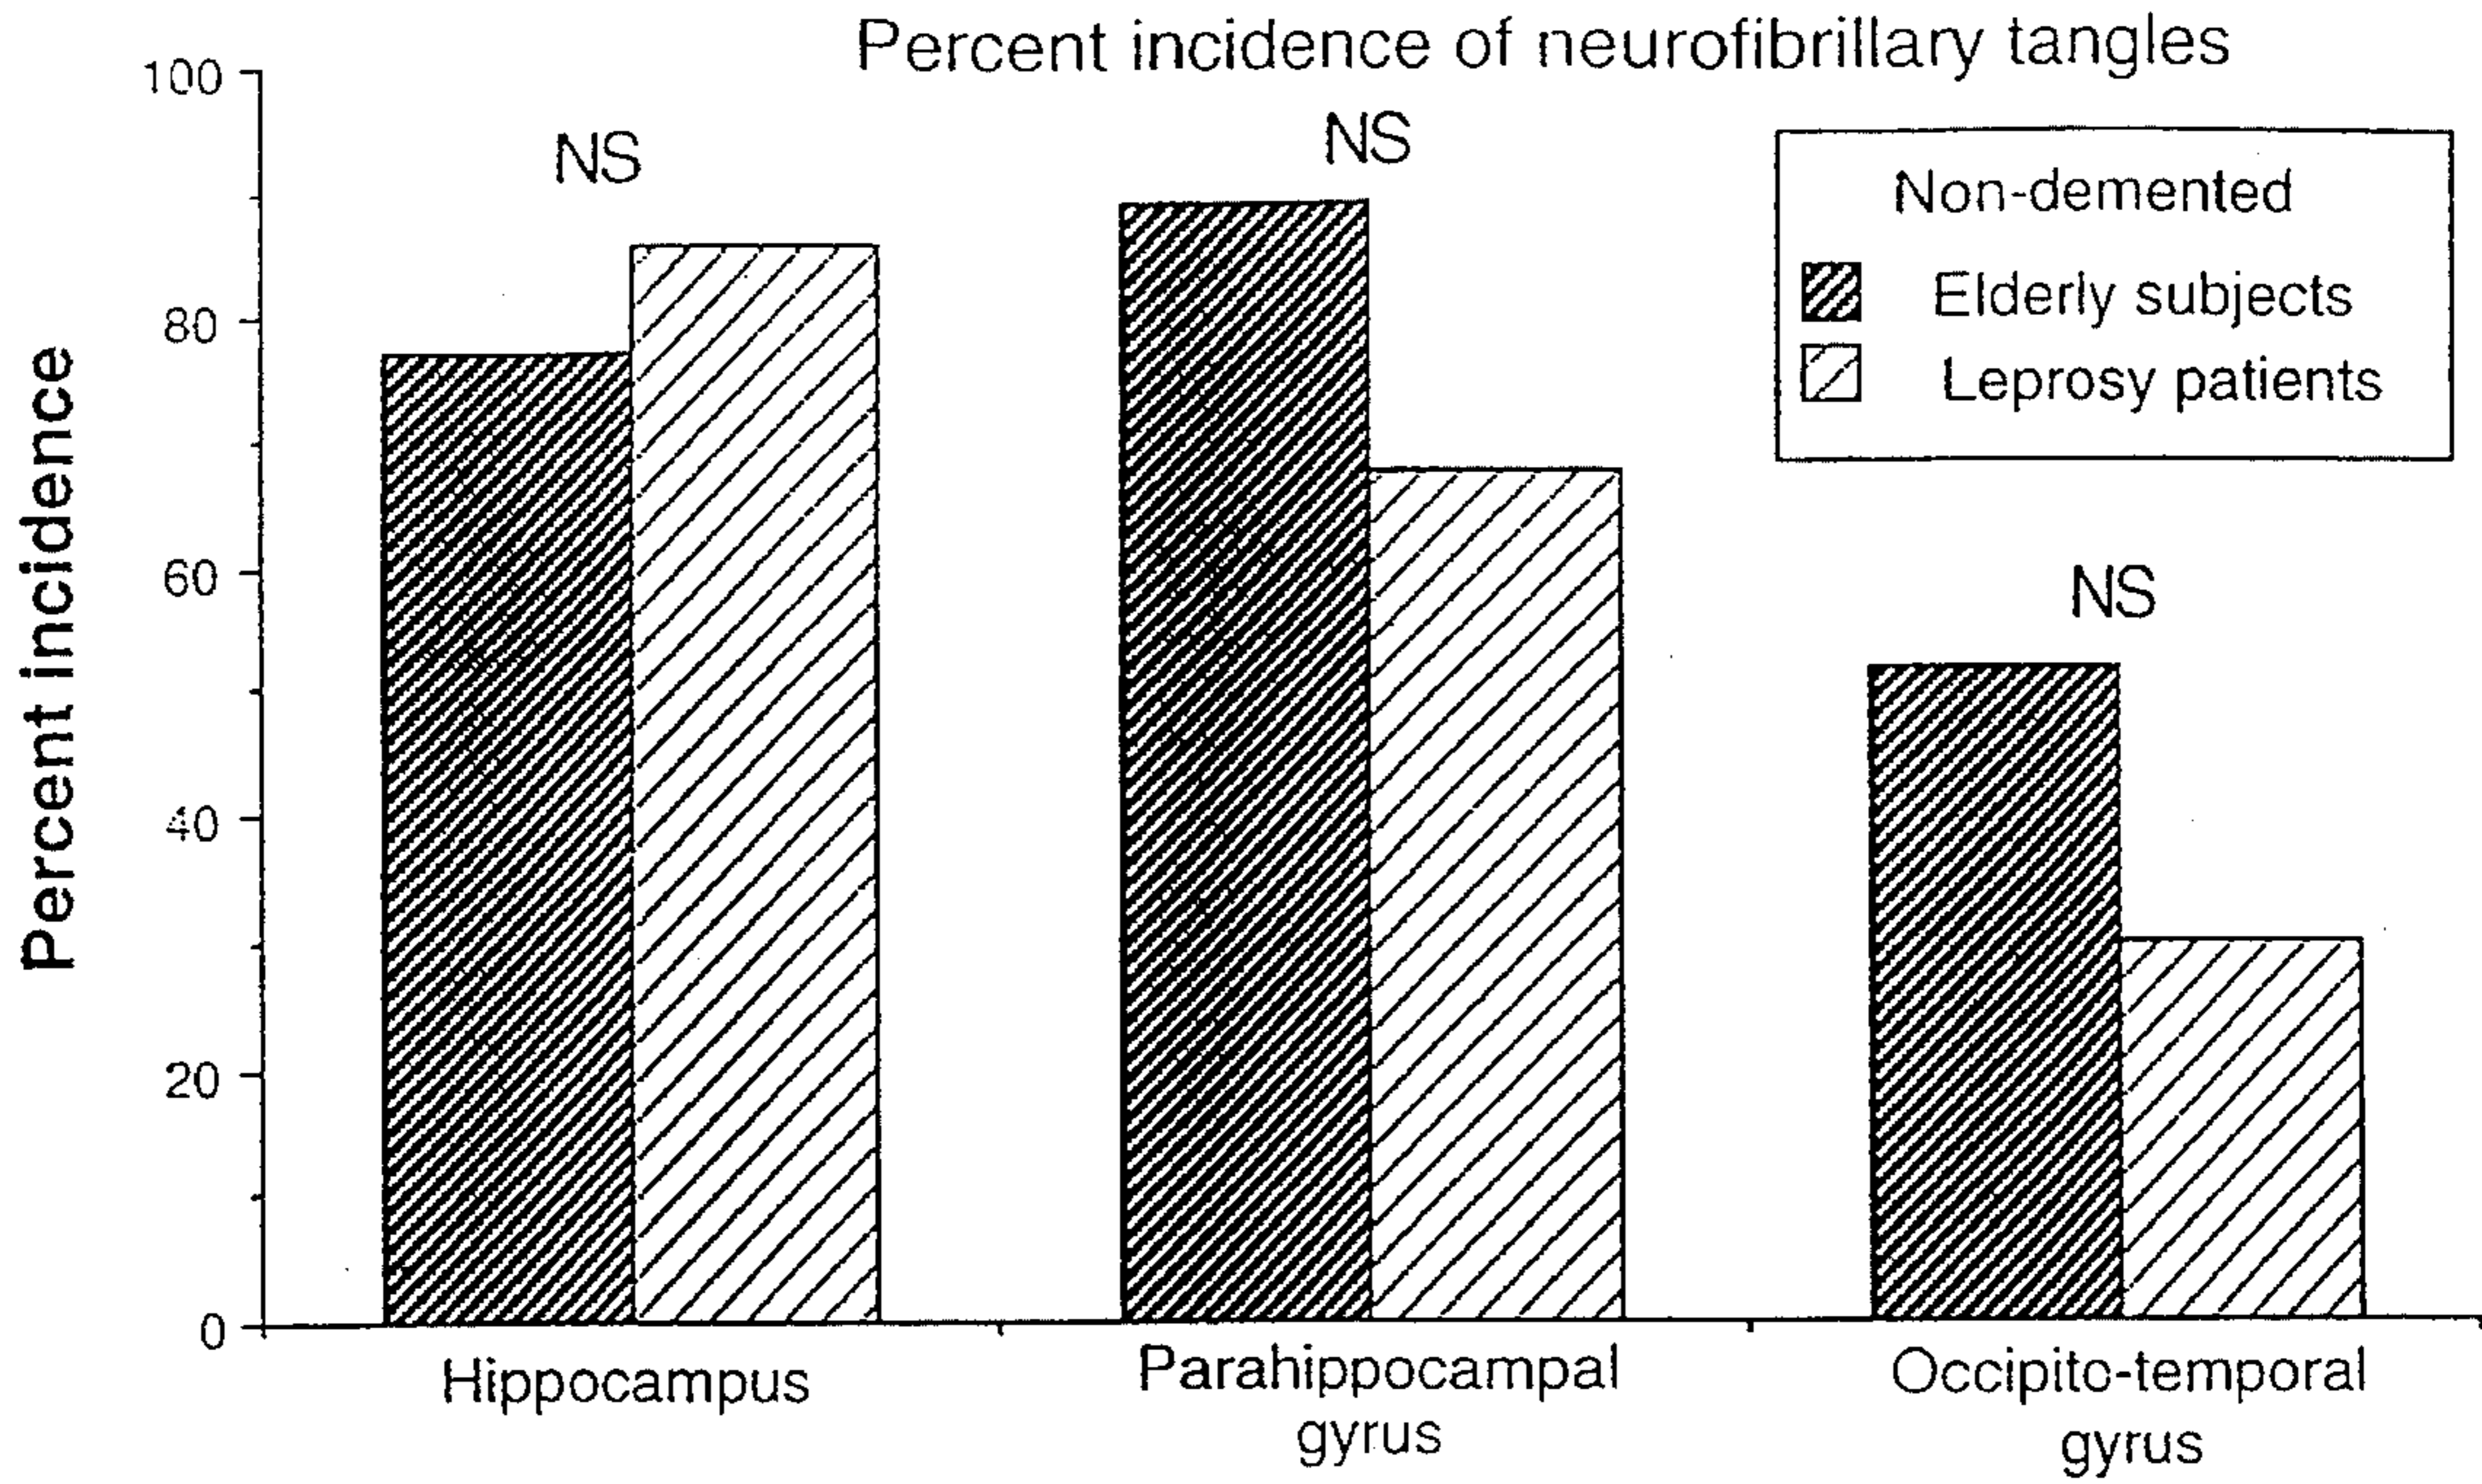 Percent incidence of neurofibrillary tangles
100
80
60
40
20
0
Percent incidence
NS
NS
NS
Non-demented
Elderly subjects
Leprosy patients
Hippocampus
Parahippocampal
gyrus
Occipito-temporal
gyrus